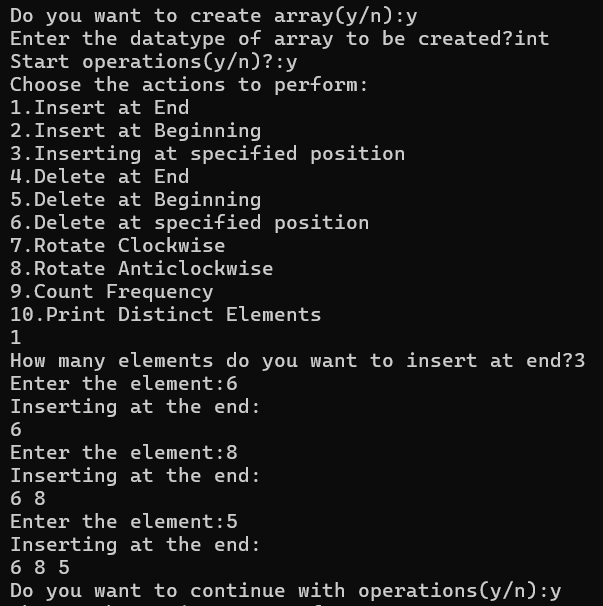 Do you want to create array(y/n):y
Enter the datatype of array to be created?int
Start operations(y/n)?:y
Choose the actions to perform:
1.Insert at End
2.Insert at Beginning
3.Inserting at specified position
4.Delete at End
5.Delete at Beginning
6.Delete at specified position
7.Rotate Clockwise
8.Rotate Anticlockwise
9.Count Frequency
10.Print Distinct Elements
1
How many elements do you want to insert at end?3
Enter the element:6
Inserting at the end:
6
Enter the element:8
Inserting at the end:
6 8
Enter the element:5
Inserting at the end:
6 8 5
Do you want to continue with operations(y/n):y